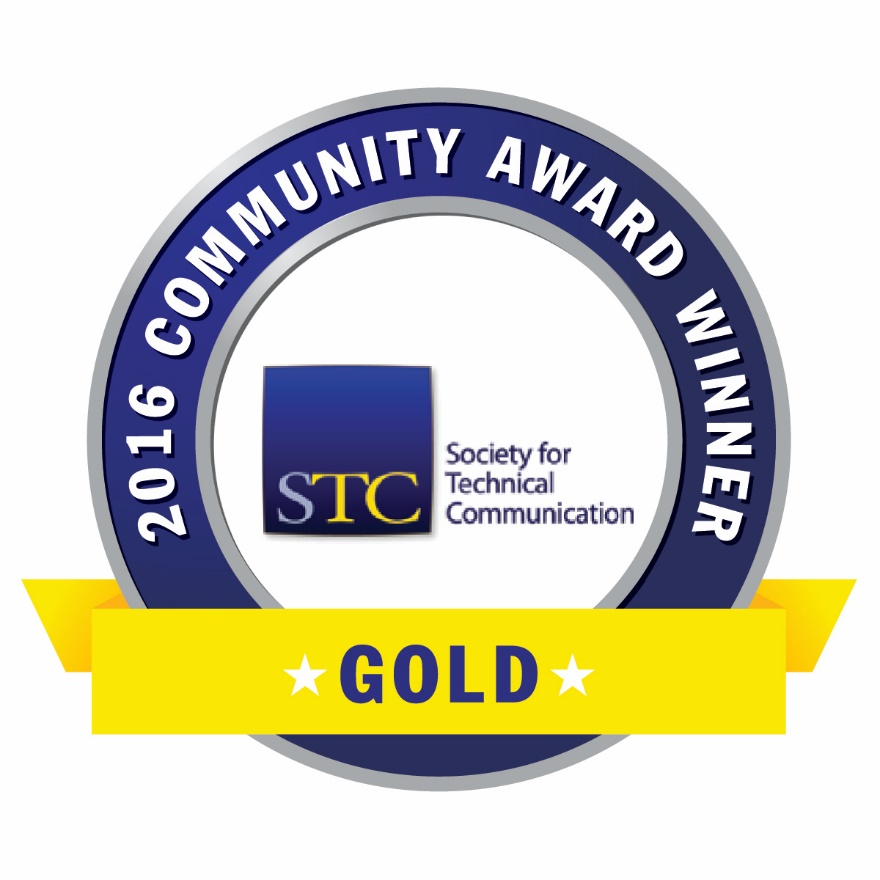 2016 COMMUNITY AWARD WINNER
STC
Society for
Technical
Communication
GOLD